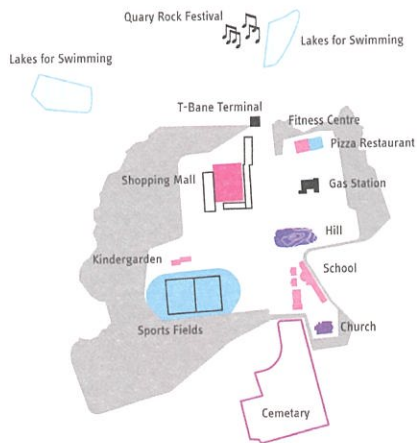 Quary Rock Festival
Lakes for Swimming
Lakes for Swimming
T-Bane Terminal
Fitness Centre
Pizza Restaurant
Shopping Mall
Gas Station
Hill
Kindergarden
School
Sports Fields
Church
Cemetary